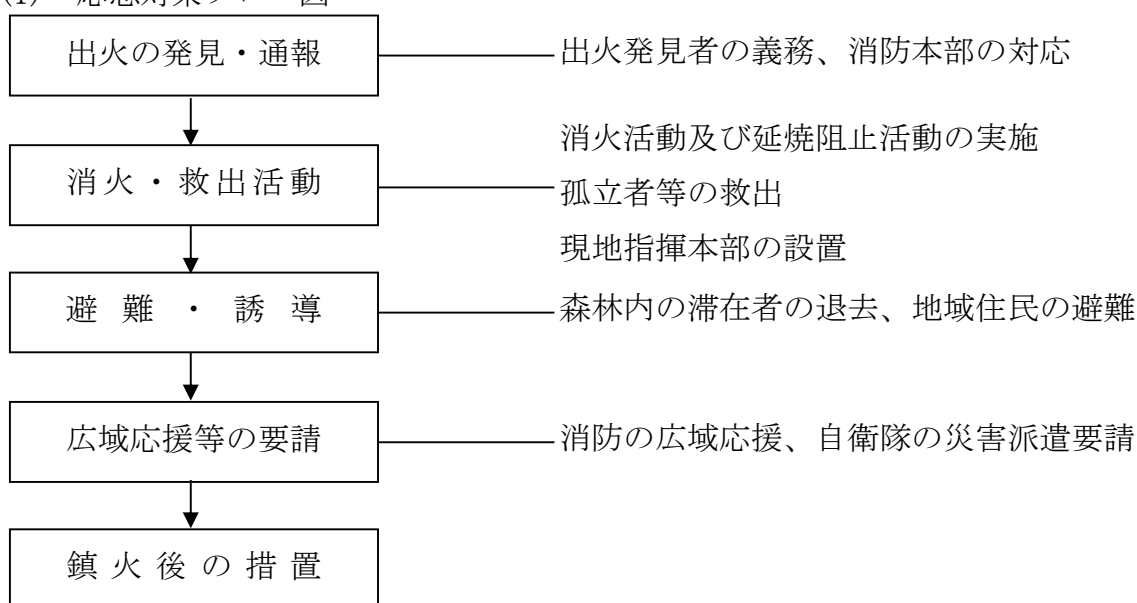 出火の発見・通報
出火発見者の義務、消防本部の対応
消火活動及び延焼阻止活動の実施
消火・救出活動
孤立者等の救出
現地指揮本部の設置
避難・誘導
森林内の滞在者の退去、地域住民の避難
広域応援等の要請
消防の広域応援、自衛隊の災害派遣要請
鎮火後の措置